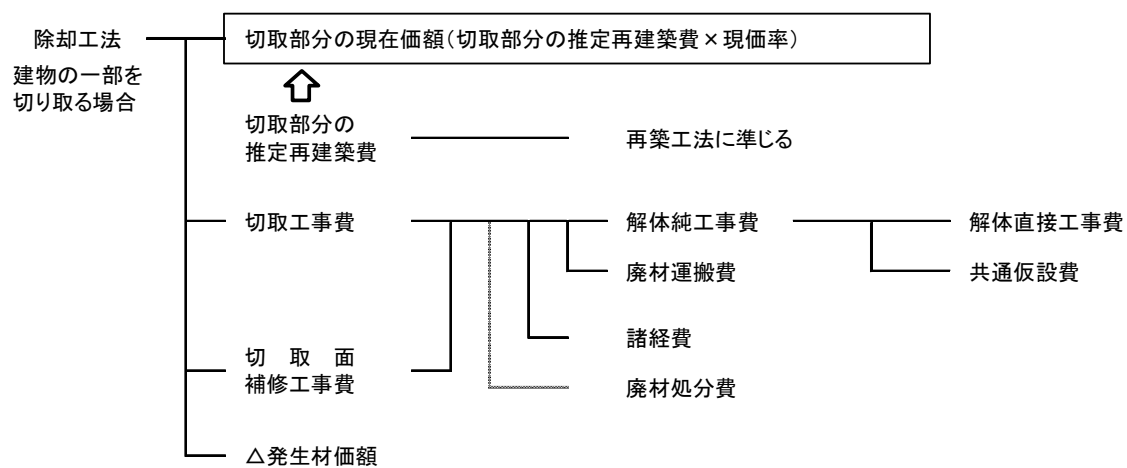 除却工法
建物の一部を
切り取る場合
切取部分の現在価額(切取部分の推定再建築費×現価率)
切取部分の
推定再建築費
再築工法に準じる
切取工事費
解体純工事費
解体直接工事費
廃材運搬費
共通仮設費
諸経費
切 取 面
補修工事費
廃材処分費
△発生材価額